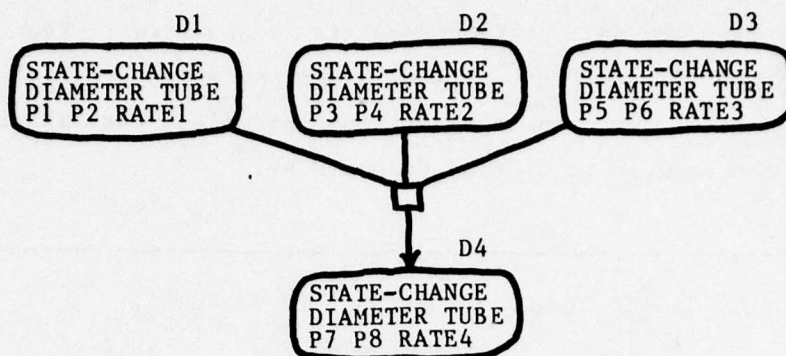 D1
STATE-CHANGE
DIAMETER TUBE
P1 P2 RATE1
D2
STATE-CHANGE
DIAMETER TUBE
P3 P4 RATE2
D3
STATE-CHANGE
DIAMETER TUBE
P5 P6 RATE3
D4
STATE-CHANGE
DIAMETER TUBE
P7 P8 RATE4